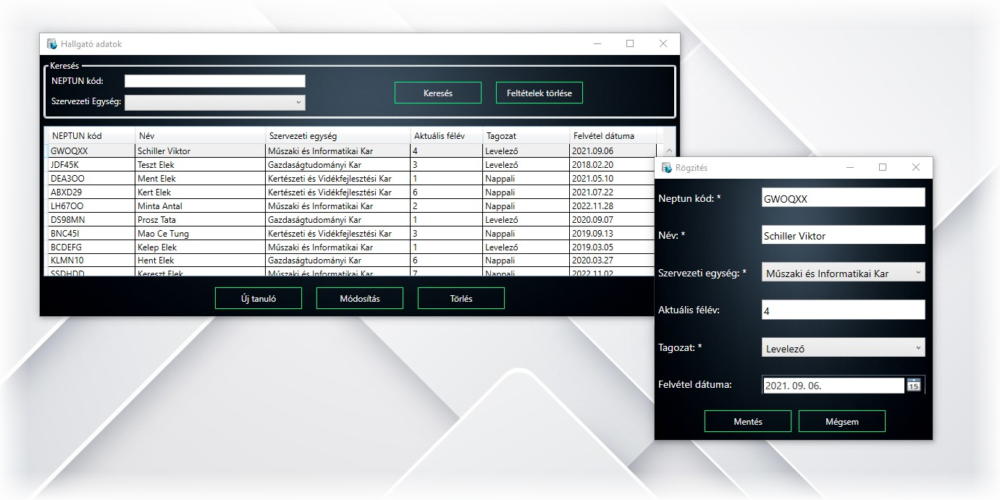 Hallgató adatok
Keresés
NEPTUN kód:
Szervezeti Egység:
Keresés Feltételek törlése
NEPTUN kód Név Szervezeti egység Aktuális félév Tagozat Felvétel dátuma
GWOQXX Schiller Viktor Műszaki és Informatikai Kar 4 Levelező 2021.09.06
JDF45K Teszt Elek Gazdaságtudományi Kar 3 Levelező 2018.02.20
DEA3OO Ment Elek Kertészeti és Vidékfejlesztési Kar 1 Nappali 2021.05.10
ABXD29 Kert Elek Kertészeti és Vidékfejlesztési Kar 6 Nappali 2021.07.22
LH67OO Minta Antal Műszaki és Informatikai Kar 2 Nappali 2022.11.28
DS98MN Prosz Tata Gazdaságtudományi Kar 1 Levelező 2020.09.07
BNC45I Mao Ce Tung Kertészeti és Vidékfejlesztési Kar 3 Nappali 2019.09.13
BCDEFG Kelep Elek Műszaki és Informatikai Kar 1 Levelező 2019.03.05
KLMN10 Hent Elek Gazdaságtudományi Kar 6 Nappali 2020.03.27
SSDHDD Kereszt Elek Műszaki és Informatikai Kar 7 Nappali 2022.11.02
Új tanuló Módosítás Törlés
Rögzítés
Neptun kód: * GWOQXX
Név: * Schiller Viktor
Szervezeti egység: * Műszaki és Informatikai Kar
Aktuális félév: 4
Tagozat: * Levelező
Felvétel dátuma: 2021. 09. 06. 15
Mentés Mégsem